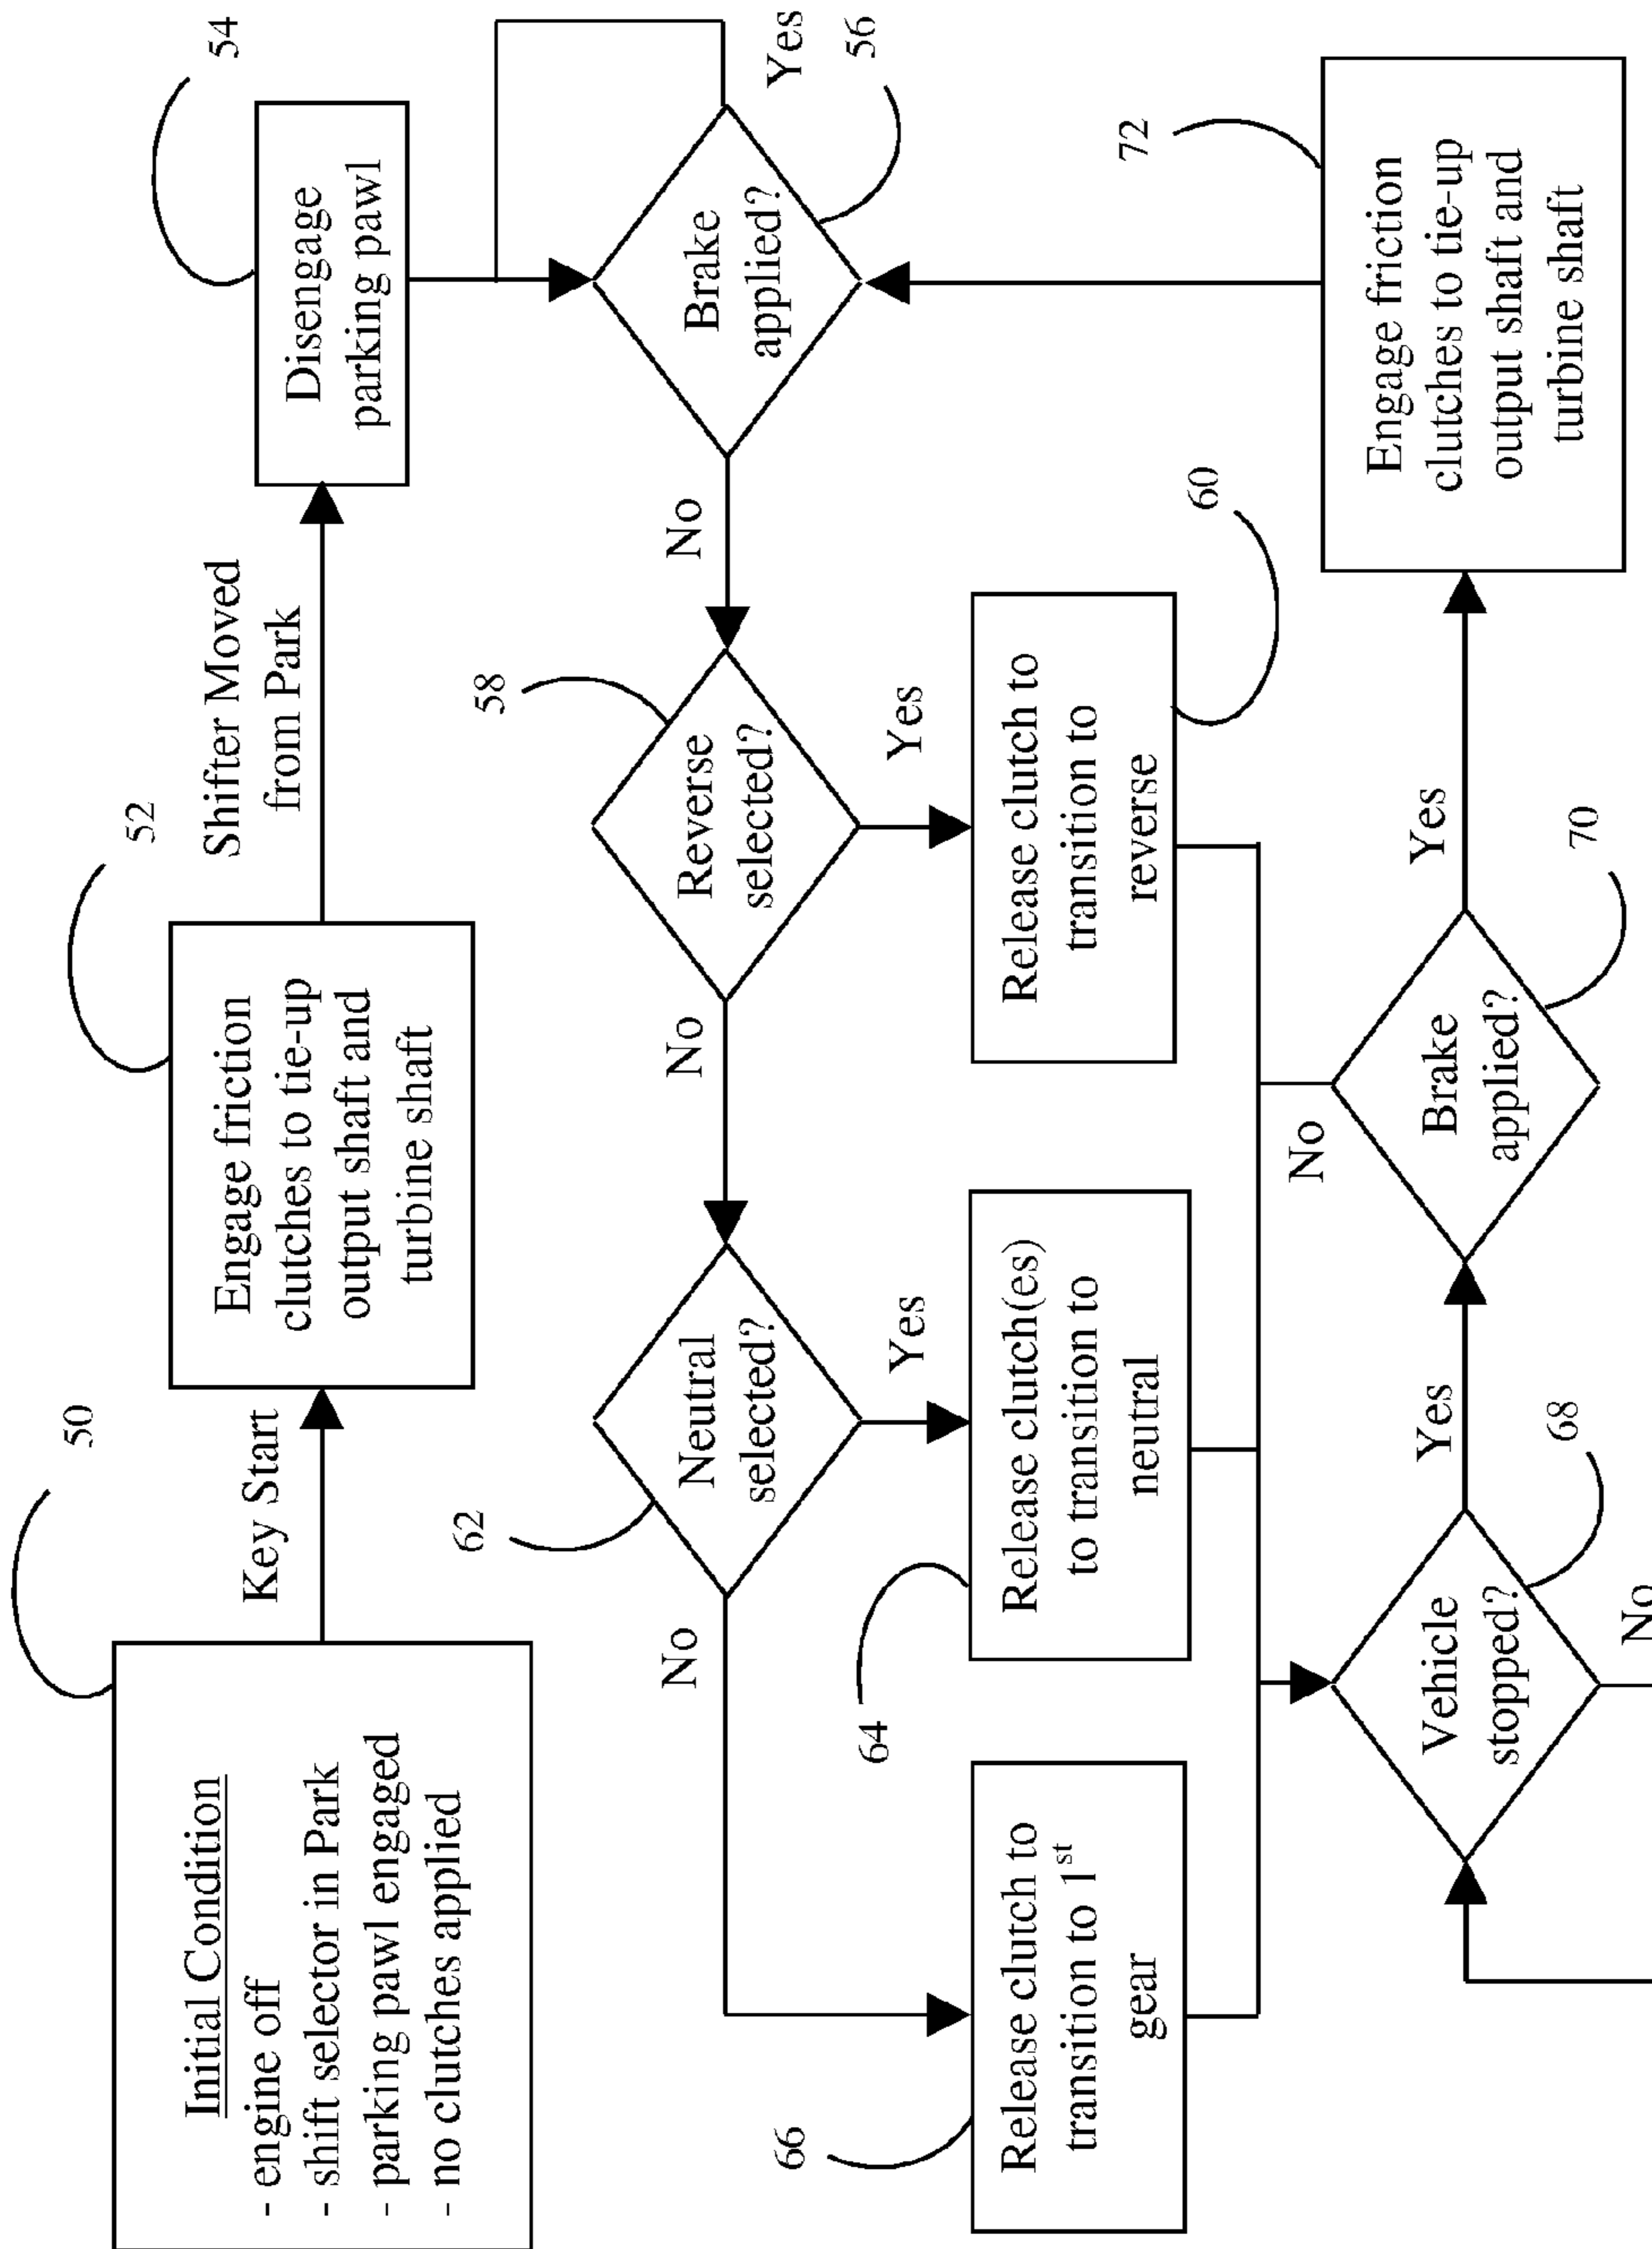 50
Initial Condition
- engine off
- shift selector in Park
- parking pawl engaged
- no clutches applied
Key Start
52
Engage friction
clutches to tie-up
output shaft and
turbine shaft
Shifter Moved
from Park
54
Disengage
parking pawl
Yes
56
Brake
applied?
No
58
Reverse
selected?
Yes
60
Release clutch to
transition to
reverse
No
62
Neutral
selected?
Yes
64
Release clutch(es)
to transition to
neutral
No
66
Release clutch to
transition to 1st
gear
68
Vehicle
stopped?
No
Yes
70
Brake
applied?
No
Yes
72
Engage friction
clutches to tie-up
output shaft and
turbine shaft